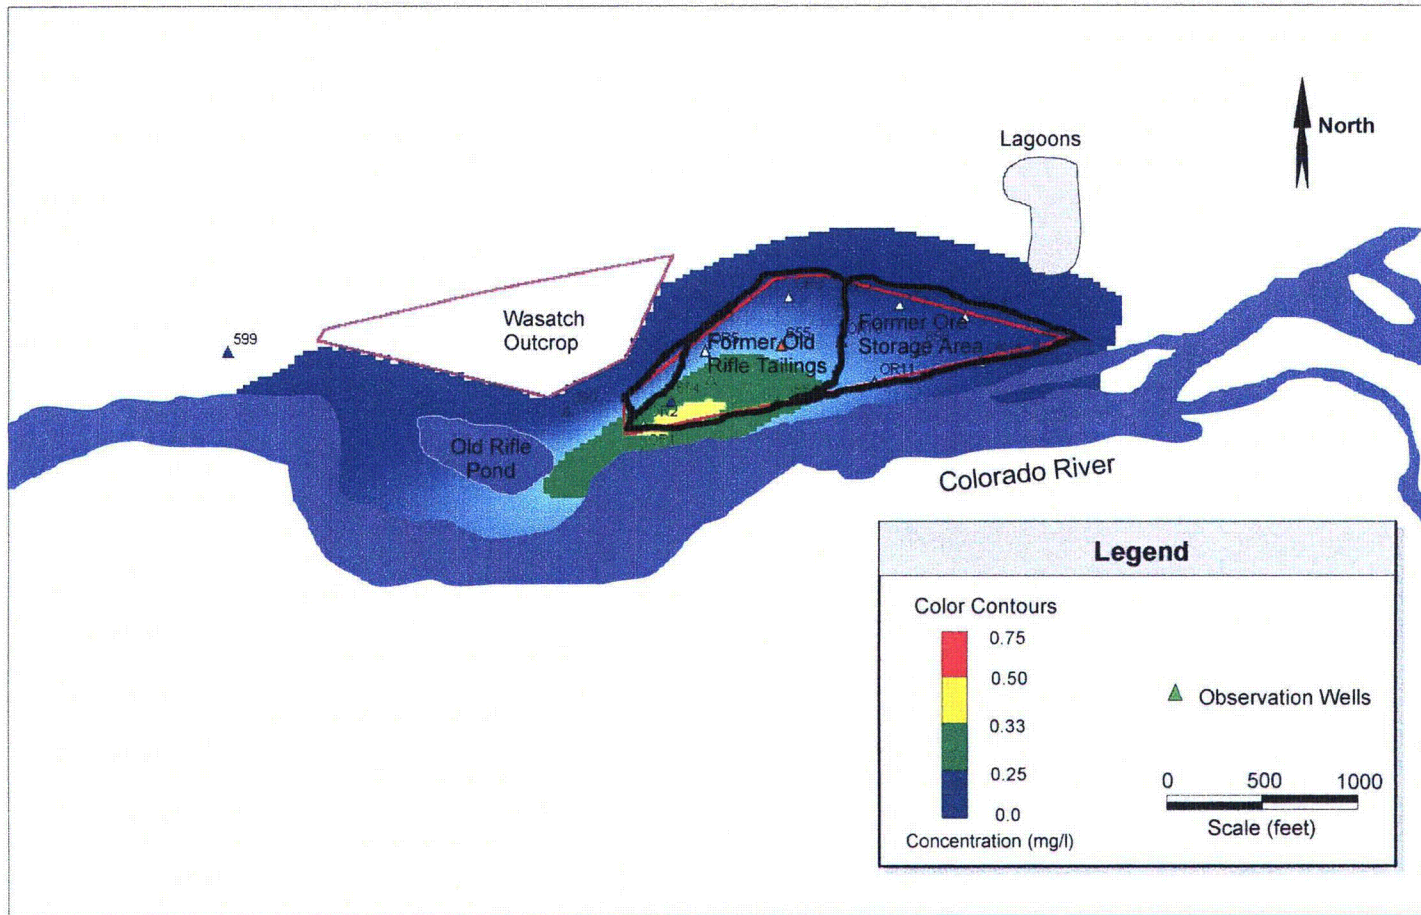 Lagoons
North
599
Wasatch
Outcrop
655
Former Old
Rifle Tailings
Former Ore
Storage Area
OR11
Old Rifle
Pond
Colorado River
Legend
Color Contours
0.75
0.50
0.33
0.25
0.0
Concentration (mg/l)
Observation Wells
0 500 1000
Scale (feet)